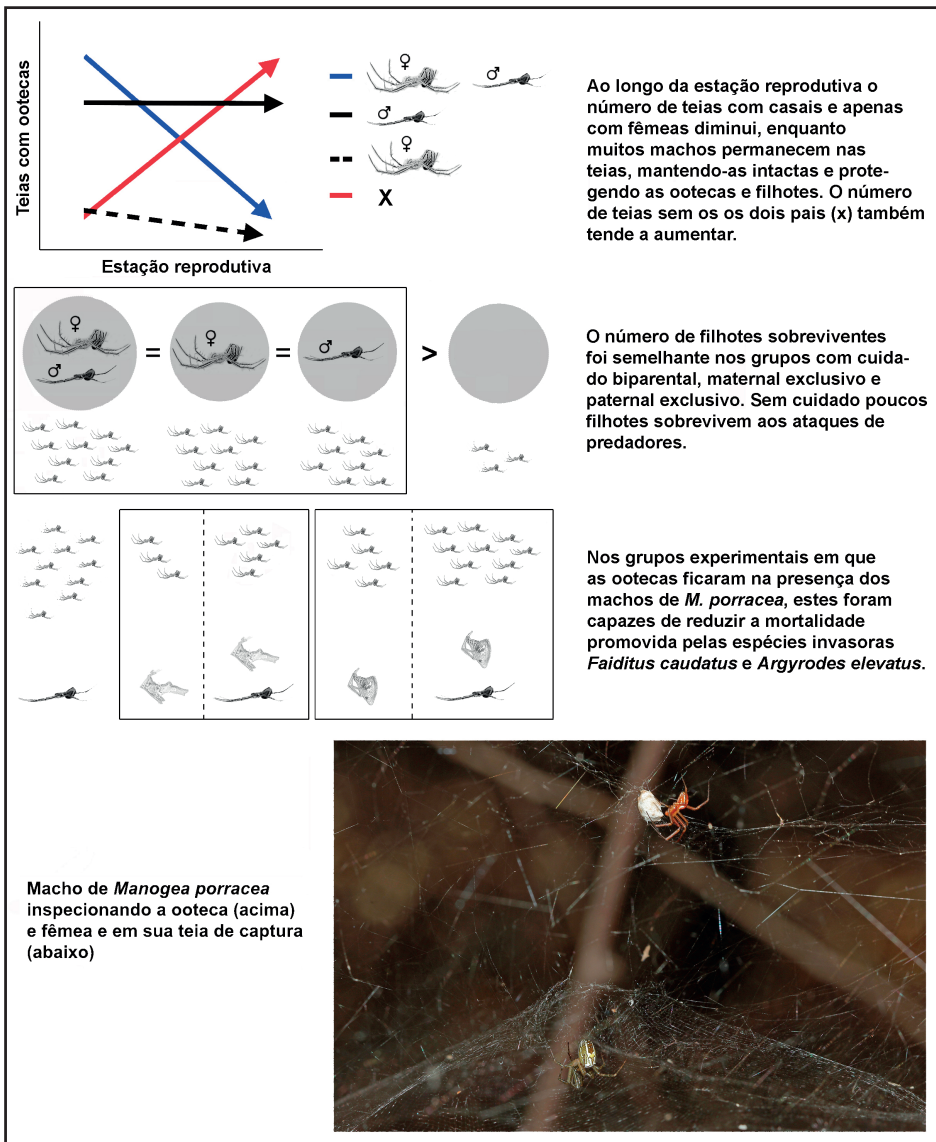 Teias com ootecas
Estação reprodutiva
♀
♂
♂
♀
X
Ao longo da estação reprodutiva o
número de teias com casais e apenas
com fêmeas diminui, enquanto
muitos machos permanecem nas
teias, mantendo-as intactas e prote-
gendo as ootecas e filhotes. O número
de teias sem os os dois pais (x) também
tende a aumentar.
♀
♂
=
♀
=
♂
>
O número de filhotes sobreviventes
foi semelhante nos grupos com cuida-
do biparental, maternal exclusivo e
paternal exclusivo. Sem cuidado poucos
filhotes sobrevivem aos ataques de
predadores.
Nos grupos experimentais em que
as ootecas ficaram na presença dos
machos de M. porracea, estes foram
capazes de reduzir a mortalidade
promovida pelas espécies invasoras
Faiditus caudatus e Argyrodes elevatus.
Macho de Manogea porracea
inspecionando a ooteca (acima)
e fêmea e em sua teia de captura
(abaixo)